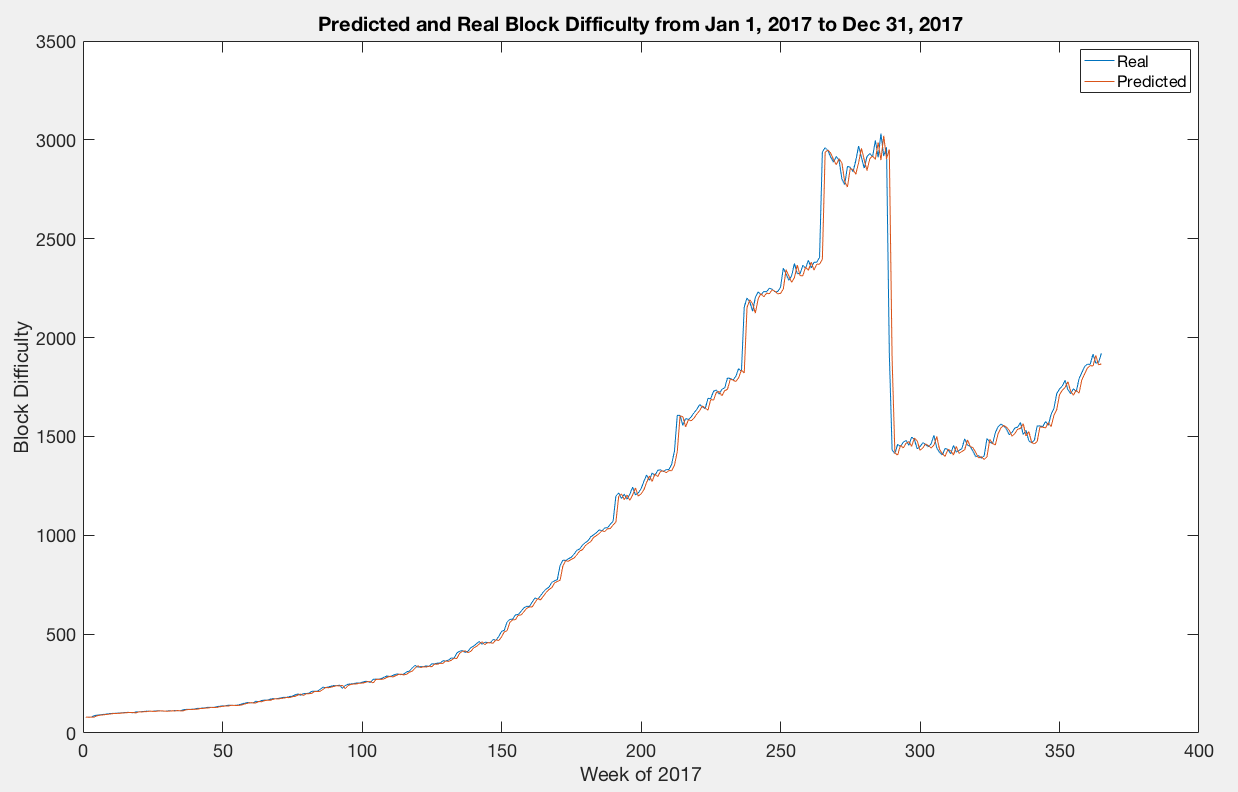 Predicted and Real Block Difficulty from Jan 1, 2017 to Dec 31, 2017
Real
Predicted
3500
3000
2500
2000
1500
1000
500
0
Block Difficulty
0 50 100 150 200 250 300 350 400
Week of 2017